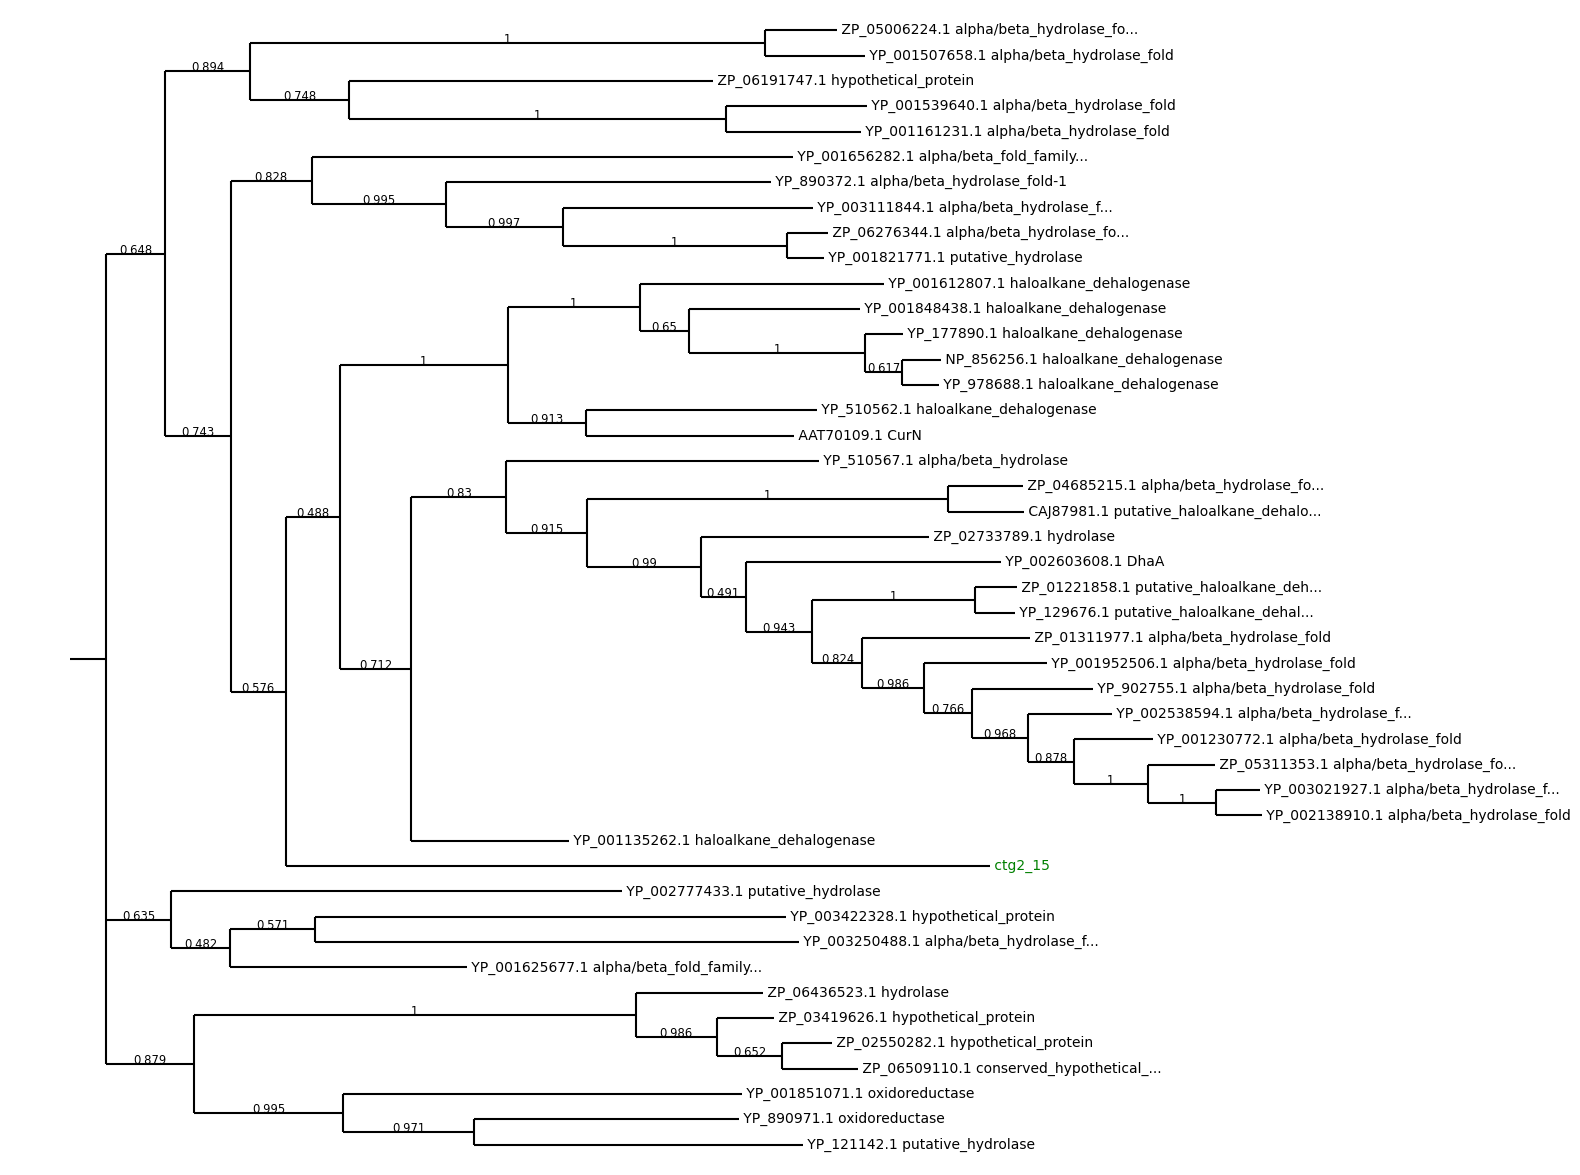 ZP_05006224.1 alpha/beta_hydrolase_fo...
1
YP_001507658.1 alpha/beta_hydrolase_fold
0.894
ZP_06191747.1 hypothetical_protein
0.748
YP_001539640.1 alpha/beta_hydrolase_fold
1
YP_001161231.1 alpha/beta_hydrolase_fold
YP_001656282.1 alpha/beta_fold_family...
0.828
YP_890372.1 alpha/beta_hydrolase_fold-1
0.995
YP_003111844.1 alpha/beta_hydrolase_f...
0.997
ZP_06276344.1 alpha/beta_hydrolase_fo...
1
0.648
YP_001821771.1 putative_hydrolase
YP_001612807.1 haloalkane_dehalogenase
1
YP_001848438.1 haloalkane_dehalogenase
0.65
YP_177890.1 haloalkane_dehalogenase
1
NP_856256.1 haloalkane_dehalogenase
1
0.617
YP_978688.1 haloalkane_dehalogenase
YP_510562.1 haloalkane_dehalogenase
0.913
0.743
AAT70109.1 CurN
YP_510567.1 alpha/beta_hydrolase
ZP_04685215.1 alpha/beta_hydrolase_fo...
0.83
1
0.488
CAJ87981.1 putative_haloalkane_dehalo...
0.915
ZP_02733789.1 hydrolase
0.99
YP_002603608.1 DhaA
ZP_01221858.1 putative_haloalkane_deh...
0.491
1
YP_129676.1 putative_haloalkane_dehal...
0.943
ZP_01311977.1 alpha/beta_hydrolase_fold
0.824
0.712
YP_001952506.1 alpha/beta_hydrolase_fold
0.986
0.576
YP_902755.1 alpha/beta_hydrolase_fold
0.766
YP_002538594.1 alpha/beta_hydrolase_f...
0.968
YP_001230772.1 alpha/beta_hydrolase_fold
0.878
ZP_05311353.1 alpha/beta_hydrolase_fo...
1
YP_003021927.1 alpha/beta_hydrolase_f...
1
YP_002138910.1 alpha/beta_hydrolase_fold
YP_001135262.1 haloalkane_dehalogenase
ctg2_15
YP_002777433.1 putative_hydrolase
0.635
YP_003422328.1 hypothetical_protein
0.571
YP_003250488.1 alpha/beta_hydrolase_f...
0.482
YP_001625677.1 alpha/beta_fold_family...
ZP_06436523.1 hydrolase
1
ZP_03419626.1 hypothetical_protein
0.986
ZP_02550282.1 hypothetical_protein
0.652
0.879
ZP_06509110.1 conserved_hypothetical_...
YP_001851071.1 oxidoreductase
0.995
YP_890971.1 oxidoreductase
0.971
YP_121142.1 putative_hydrolase